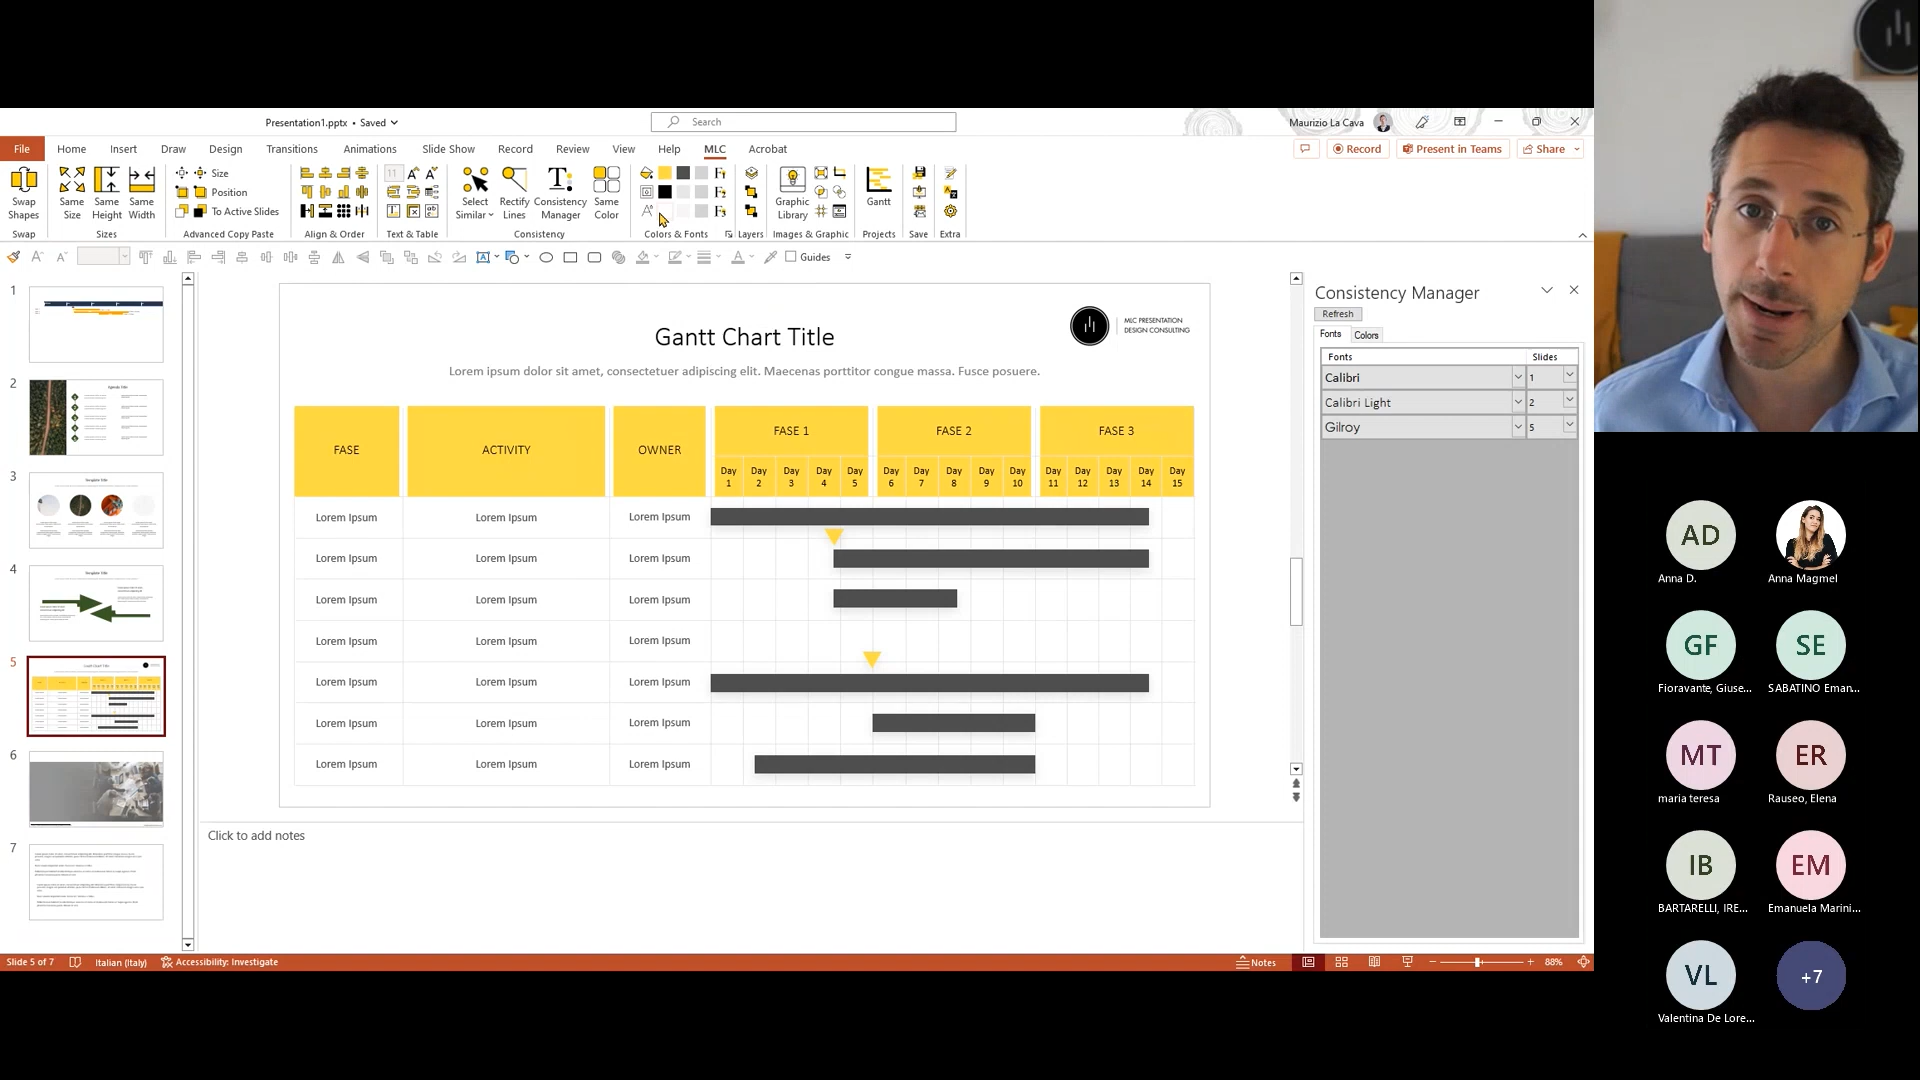 Presentation1.pptx • Saved
Search
Maurizio La Cava
File Home Insert Draw Design Transitions Animations Slide Show Record Review View Help MLC Acrobat
Record
Present in Teams
Share
Swap
Shapes
Same
Size
Same
Height
Same
Width
Size
Position
To Active Slides
11
Select
Similar
Rectify
Lines
Consistency
Manager
Same
Color
F1
F2
F3
Graphic
Library
Gantt
Swap
Sizes
Advanced Copy Paste
Align & Order
Text & Table
Consistency
Colors & Fonts
Layers
Images & Graphic
Projects
Save
Extra
Guides
1
2
3
4
5
6
7
Gantt Chart Title
MLC PRESENTATION
DESIGN CONSULTING
Lorem ipsum dolor sit amet, consectetuer adipiscing elit. Maecenas porttitor congue massa. Fusce posuere.
FASE ACTIVITY OWNER FASE 1 FASE 2 FASE 3
Day 1 Day 2 Day 3 Day 4 Day 5 Day 6 Day 7 Day 8 Day 9 Day 10 Day 11 Day 12 Day 13 Day 14 Day 15
Lorem Ipsum Lorem Ipsum Lorem Ipsum
Lorem Ipsum Lorem Ipsum Lorem Ipsum
Lorem Ipsum Lorem Ipsum Lorem Ipsum
Lorem Ipsum Lorem Ipsum Lorem Ipsum
Lorem Ipsum Lorem Ipsum Lorem Ipsum
Lorem Ipsum Lorem Ipsum Lorem Ipsum
Lorem Ipsum Lorem Ipsum Lorem Ipsum
Click to add notes
Consistency Manager
Refresh
Fonts Colors
Fonts Slides
Calibri 1
Calibri Light 2
Gilroy 5
Slide 5 of 7
Italian (Italy)
Accessibility: Investigate
Notes
88%
AD
Anna D.
Anna Magmel
GF
Fioravante, Giuse...
SE
SABATINO Eman...
MT
maria teresa
ER
Rauseo, Elena
IB
BARTARELLI, IRE...
EM
Emanuela Marini...
VL
Valentina De Lore...
+7